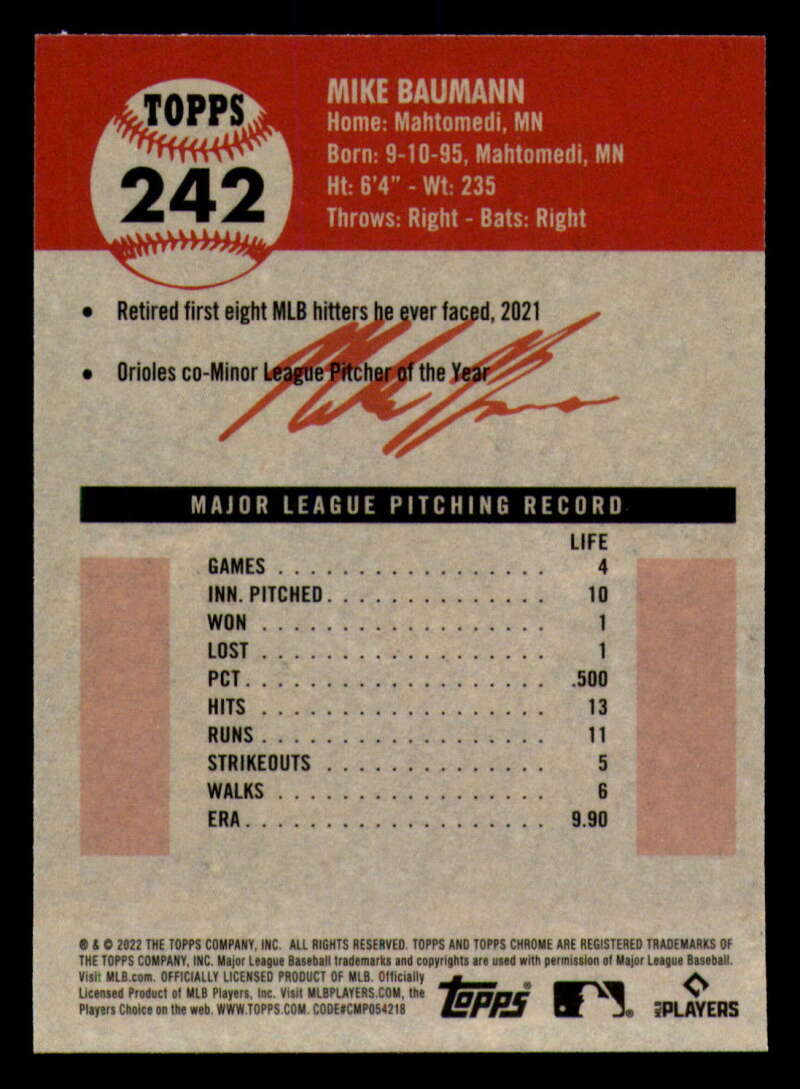 TOPPS
242
MIKE BAUMANN
Home: Mahtomedi, MN
Born: 9-10-95, Mahtomedi, MN
Ht: 6'4" - Wt: 235
Throws: Right - Bats: Right
• Retired first eight MLB hitters he ever faced, 2021
• Orioles co-Minor League Pitcher of the Year
MAJOR LEAGUE PITCHING RECORD
LIFE
GAMES . . . . . . . . . . . . . . . . . 4
INN. PITCHED . . . . . . . . . . . . . . 10
WON . . . . . . . . . . . . . . . . . . 1
LOST . . . . . . . . . . . . . . . . . . 1
PCT . . . . . . . . . . . . . . . . . . . .500
HITS . . . . . . . . . . . . . . . . . . 13
RUNS . . . . . . . . . . . . . . . . . . 11
STRIKEOUTS . . . . . . . . . . . . . . 5
WALKS . . . . . . . . . . . . . . . . . 6
ERA . . . . . . . . . . . . . . . . . . . 9.90
® & © 2022 THE TOPPS COMPANY, INC. ALL RIGHTS RESERVED. TOPPS AND TOPPS CHROME ARE REGISTERED TRADEMARKS OF
THE TOPPS COMPANY, INC. Major League Baseball trademarks and copyrights are used with permission of Major League Baseball.
Visit MLB.com. OFFICIALLY LICENSED PRODUCT OF MLB. Officially
Licensed Product of MLB Players, Inc. Visit MLBPLAYERS.COM, the
Players Choice on the web. WWW.TOPPS.COM. CODE#CMP054218
topps®
MLB PLAYERS